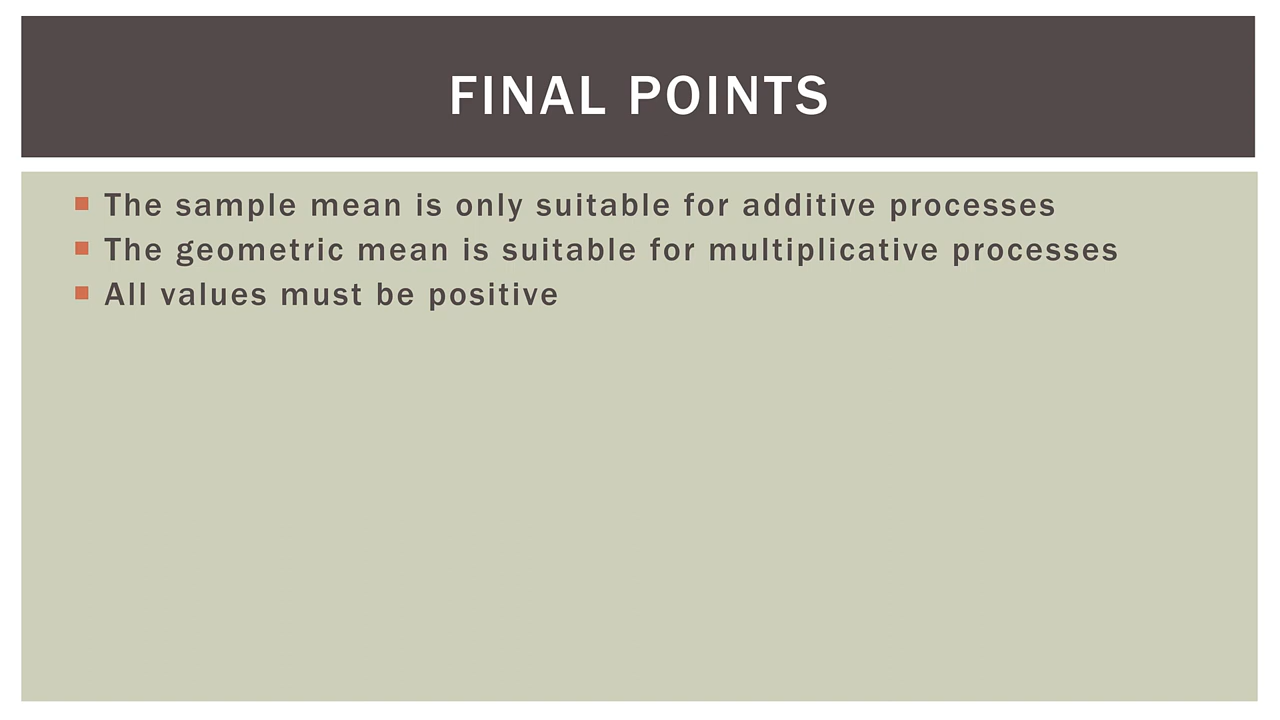 FINAL POINTS
The sample mean is only suitable for additive processes
The geometric mean is suitable for multiplicative processes
All values must be positive